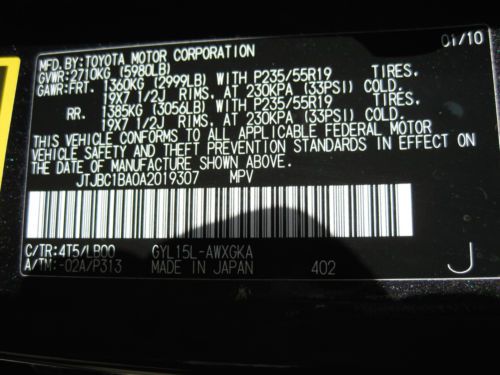 MFD.BY:TOYOTA MOTOR CORPORATION 01/10
GVWR:2710KG (5980LB)
GAWR:FRT. 1360KG (2999LB) WITH P235/55R19 TIRES.
19X7 1/2J RIMS, AT 230KPA (33PSI) COLD.
RR. 1385KG (3056LB) WITH P235/55R19 TIRES.
19X7 1/2J RIMS, AT 230KPA (33PSI) COLD.
THIS VEHICLE CONFORMS TO ALL APPLICABLE FEDERAL MOTOR
VEHICLE SAFETY AND THEFT PREVENTION STANDARDS IN EFFECT ON
THE DATE OF MANUFACTURE SHOWN ABOVE.
JTJBC1BA0A2019307 MPV
C/TR:4T5/LB00 GYL15L-AWXGKA
A/TM:-02A/P313 MADE IN JAPAN 402 J